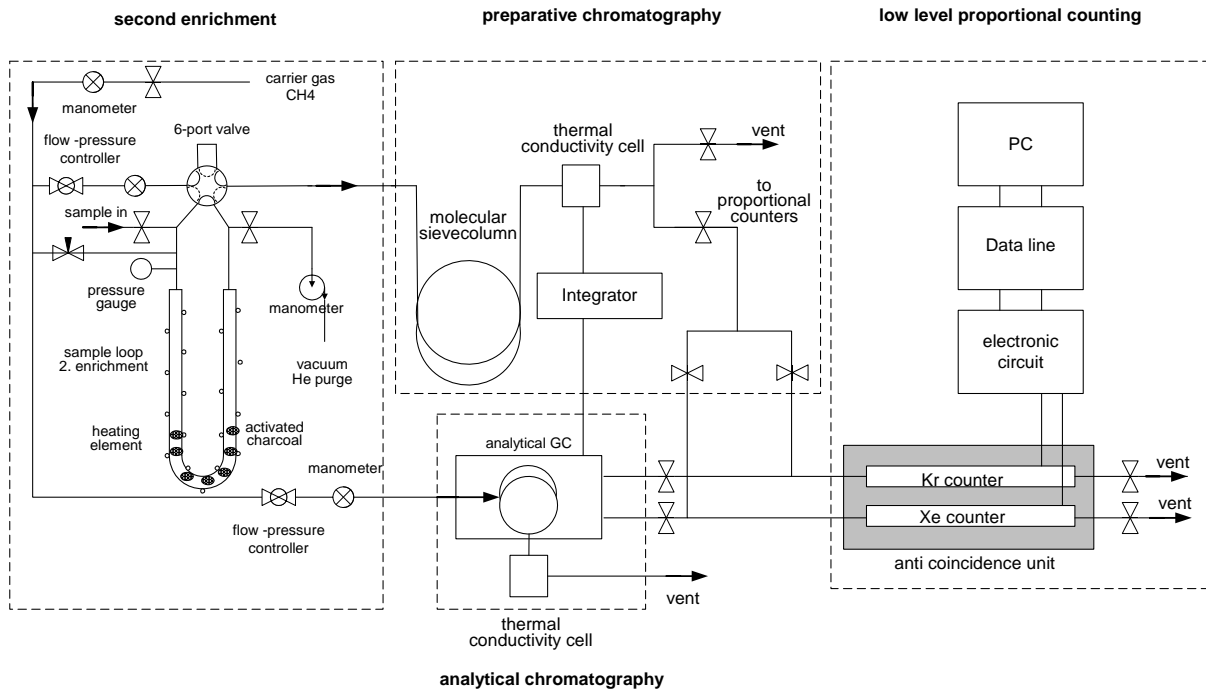 second enrichment
preparative chromatography
low level proportional counting
carrier gas
CH4
manometer
6-port valve
flow -pressure
controller
sample in
pressure
gauge
manometer
vacuum
He purge
sample loop
2. enrichment
heating
element
activated
charcoal
manometer
flow -pressure
controller
thermal
conductivity cell
vent
to
proportional
counters
molecular
sievecolumn
Integrator
analytical GC
vent
thermal
conductivity cell
analytical chromatography
PC
Data line
electronic
circuit
Kr counter
vent
Xe counter
vent
anti coincidence unit